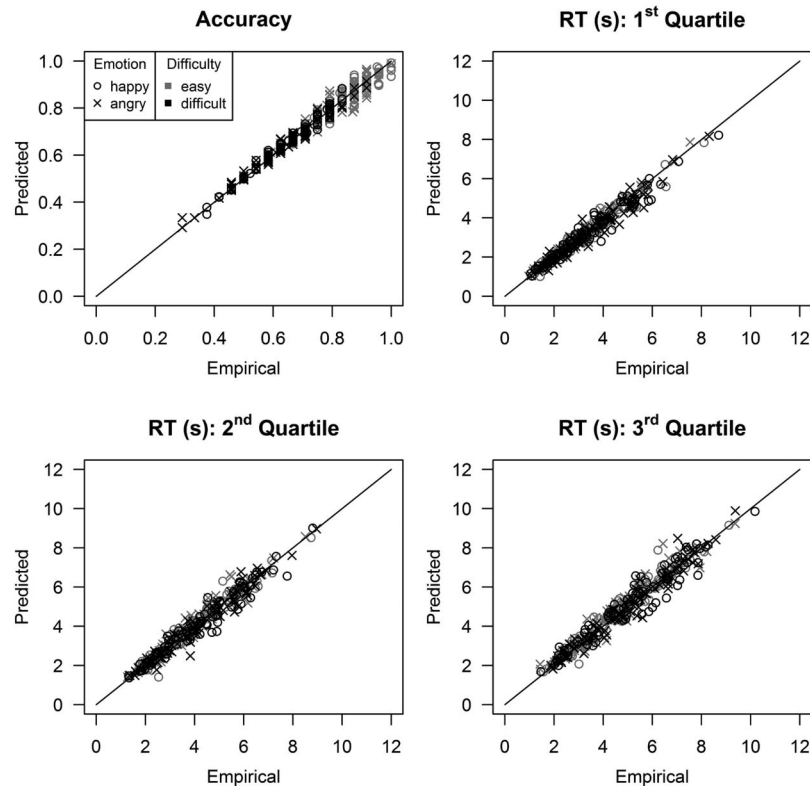 Accuracy
Emotion Difficulty
happy easy
angry difficult
1.0
0.8
0.6
0.4
0.2
0.0
Predicted
0.0 0.2 0.4 0.6 0.8 1.0
Empirical
RT (s): 1st Quartile
12
10
8
6
4
2
0
Predicted
0 2 4 6 8 10 12
Empirical
RT (s): 2nd Quartile
12
10
8
6
4
2
0
Predicted
0 2 4 6 8 10 12
Empirical
RT (s): 3rd Quartile
12
10
8
6
4
2
0
Predicted
0 2 4 6 8 10 12
Empirical